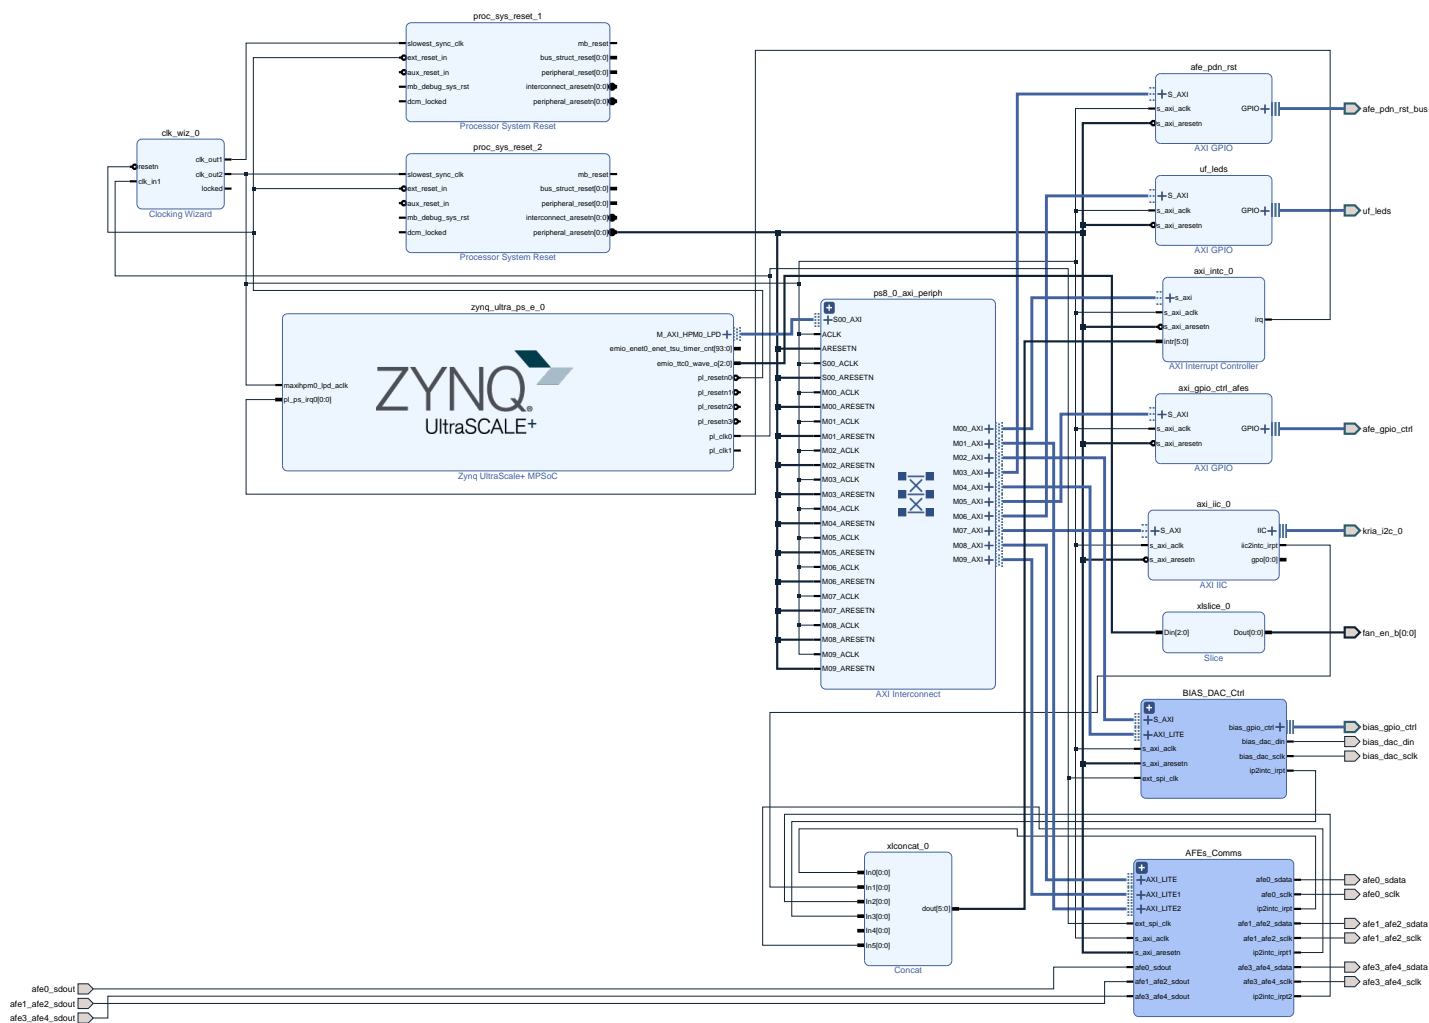 proc_sys_reset_1
slowest_sync_clk
ext_reset_in
aux_reset_in
mb_debug_sys_rst
dcm_locked
mb_reset
bus_struct_reset[0:0]
peripheral_reset[0:0]
interconnect_aresetn[0:0]
peripheral_aresetn[0:0]
Processor System Reset
clk_wiz_0
resetn
clk_in1
clk_out1
clk_out2
locked
Clocking Wizard
proc_sys_reset_2
slowest_sync_clk
ext_reset_in
aux_reset_in
mb_debug_sys_rst
dcm_locked
mb_reset
bus_struct_reset[0:0]
peripheral_reset[0:0]
interconnect_aresetn[0:0]
peripheral_aresetn[0:0]
Processor System Reset
zynq_ultra_ps_e_0
maxihpm0_lpd_aclk
pl_ps_irq0[0:0]
ZYNQ
UltraSCALE+
M_AXI_HPM0_LPD
emio_enet0_enet_tsu_timer_cnt[93:0]
emio_ttc0_wave_o[2:0]
pl_resetn0
pl_resetn1
pl_resetn2
pl_resetn3
pl_clk0
pl_clk1
Zynq UltraScale+ MPSoC
ps8_0_axi_periph
S00_AXI
ACLK
ARESETN
S00_ACLK
S00_ARESETN
M00_ACLK
M00_ARESETN
M01_ACLK
M01_ARESETN
M02_ACLK
M02_ARESETN
M03_ACLK
M03_ARESETN
M04_ACLK
M04_ARESETN
M05_ACLK
M05_ARESETN
M06_ACLK
M06_ARESETN
M07_ACLK
M07_ARESETN
M08_ACLK
M08_ARESETN
M09_ACLK
M09_ARESETN
M00_AXI
M01_AXI
M02_AXI
M03_AXI
M04_AXI
M05_AXI
M06_AXI
M07_AXI
M08_AXI
M09_AXI
AXI Interconnect
afe_pdn_rst
S_AXI
s_axi_aclk
s_axi_aresetn
GPIO
AXI GPIO
afe_pdn_rst_bus
uf_leds
S_AXI
s_axi_aclk
s_axi_aresetn
GPIO
AXI GPIO
uf_leds
axi_intc_0
s_axi
s_axi_aclk
s_axi_aresetn
intr[5:0]
irq
AXI Interrupt Controller
axi_gpio_ctrl_afes
S_AXI
s_axi_aclk
s_axi_aresetn
GPIO
AXI GPIO
afe_gpio_ctrl
axi_iic_0
S_AXI
s_axi_aclk
s_axi_aresetn
IIC
iic2intc_irpt
gpo[0:0]
AXI IIC
kria_i2c_0
xlslice_0
Din[2:0]
Dout[0:0]
Slice
fan_en_b[0:0]
BIAS_DAC_Ctrl
S_AXI
AXI_LITE
s_axi_aclk
s_axi_aresetn
ext_spi_clk
bias_gpio_ctrl
bias_dac_din
bias_dac_sclk
ip2intc_irpt
bias_gpio_ctrl
bias_dac_din
bias_dac_sclk
xlconcat_0
In0[0:0]
In1[0:0]
In2[0:0]
In3[0:0]
In4[0:0]
In5[0:0]
dout[5:0]
Concat
AFEs_Comms
AXI_LITE
AXI_LITE1
AXI_LITE2
ext_spi_clk
s_axi_aclk
s_axi_aresetn
afe0_sdout
afe1_afe2_sdout
afe3_afe4_sdout
afe0_sdata
afe0_sclk
ip2intc_irpt
afe1_afe2_sdata
afe1_afe2_sclk
ip2intc_irpt1
afe3_afe4_sdata
afe3_afe4_sclk
ip2intc_irpt2
afe0_sdata
afe0_sclk
afe1_afe2_sdata
afe1_afe2_sclk
afe3_afe4_sdata
afe3_afe4_sclk
afe0_sdout
afe1_afe2_sdout
afe3_afe4_sdout